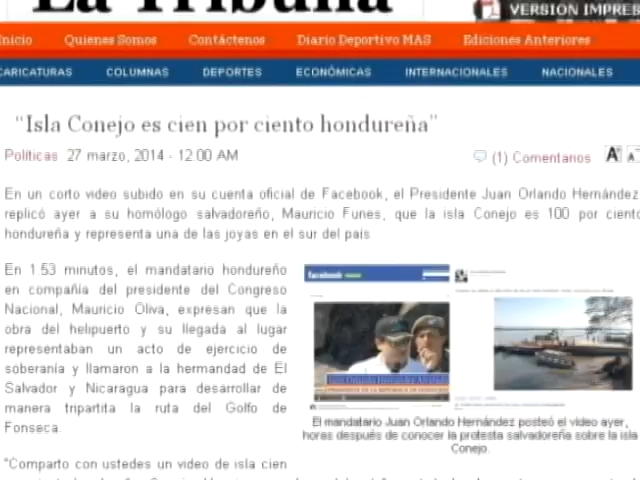 La Tribuna
VERSION IMPRES
Inicio Quienes Somos Contáctenos Diario Deportivo MAS Ediciones Anteriores
CARICATURAS COLUMNAS DEPORTES ECONÓMICAS INTERNACIONALES NACIONALES
“Isla Conejo es cien por ciento hondureña”
Políticas 27 marzo, 2014 - 12:00 AM (1) Comentarios A A
En un corto video subido en su cuenta oficial de Facebook, el Presidente Juan Orlando Hernández
replicó ayer a su homólogo salvadoreño, Mauricio Funes, que la isla Conejo es 100 por ciento
hondureña y representa una de las joyas en el sur del país
En 1.53 minutos, el mandatario hondureño
en compañía del presidente del Congreso
Nacional, Mauricio Oliva, expresan que la
obra del helipuerto y su llegada al lugar
representaban un acto de ejercicio de
soberanía y llamaron a la hermandad de El
Salvador y Nicaragua para desarrollar de
manera tripartita la ruta del Golfo de
Fonseca.
facebook
El mandatario Juan Orlando Hernández posteó el video ayer,
horas después de conocer la protesta salvadoreña sobre la isla
Conejo.
“Comparto con ustedes un video de isla cien